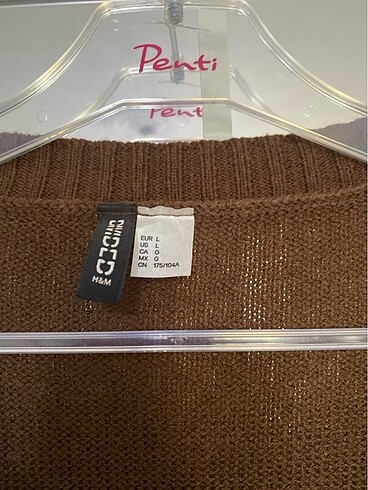 Penti
Penti
DIVIDED
H&M
EUR L
US L
CA G
MX G
CN 175/104A